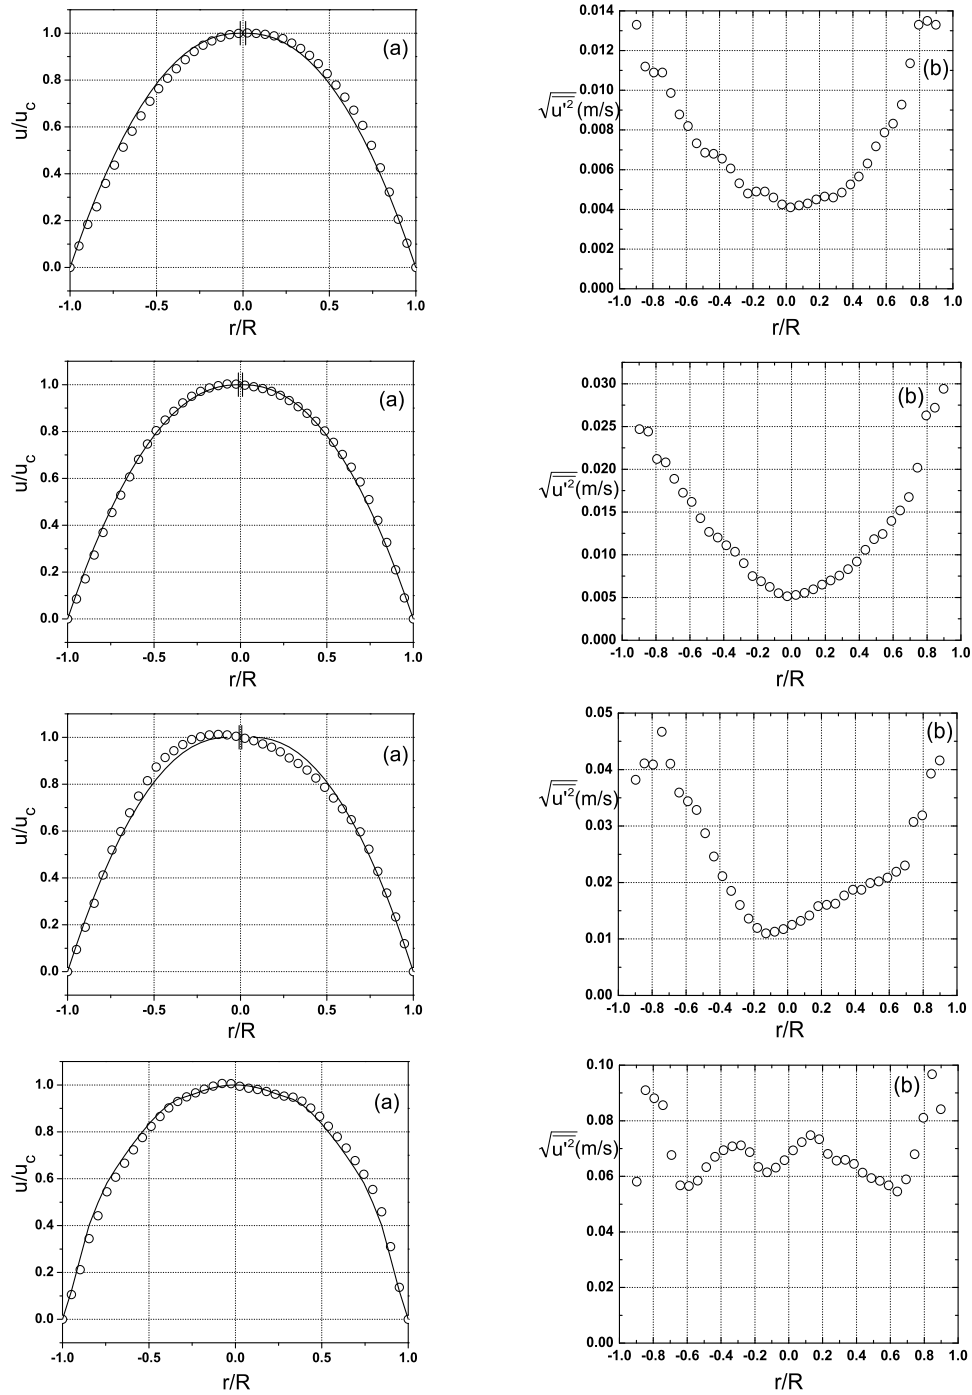 1.0
0.8
0.6
0.4
0.2
0.0
u/u_c
(a)
-1.0 -0.5 0.0 0.5 1.0
r/R
0.014
0.012
0.010
0.008
0.006
0.004
0.002
0.000
√u'² (m/s)
(b)
-1.0 -0.8 -0.6 -0.4 -0.2 0.0 0.2 0.4 0.6 0.8 1.0
r/R
1.0
0.8
0.6
0.4
0.2
0.0
u/u_c
(a)
-1.0 -0.5 0.0 0.5 1.0
r/R
0.030
0.025
0.020
0.015
0.010
0.005
0.000
√u'² (m/s)
(b)
-1.0 -0.8 -0.6 -0.4 -0.2 0.0 0.2 0.4 0.6 0.8 1.0
r/R
1.0
0.8
0.6
0.4
0.2
0.0
u/u_c
(a)
-1.0 -0.5 0.0 0.5 1.0
r/R
0.05
0.04
0.03
0.02
0.01
0.00
√u'² (m/s)
(b)
-1.0 -0.8 -0.6 -0.4 -0.2 0.0 0.2 0.4 0.6 0.8 1.0
r/R
1.0
0.8
0.6
0.4
0.2
0.0
u/u_c
(a)
-1.0 -0.5 0.0 0.5 1.0
r/R
0.10
0.08
0.06
0.04
0.02
0.00
√u'² (m/s)
(b)
-1.0 -0.8 -0.6 -0.4 -0.2 0.0 0.2 0.4 0.6 0.8 1.0
r/R